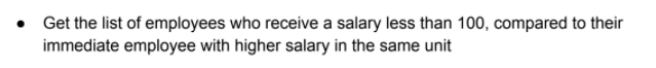 • Get the list of employees who receive a salary less than 100, compared to their
immediate employee with higher salary in the same unit